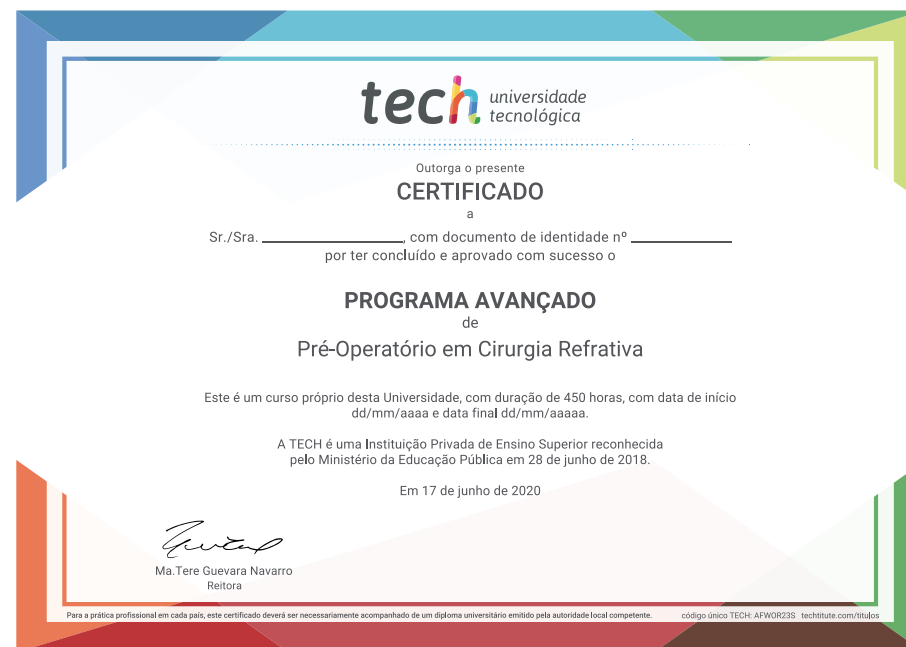 tech universidade
tecnológica
Outorga o presente
CERTIFICADO
a
Sr./Sra. ____________, com documento de identidade nº ____________
por ter concluído e aprovado com sucesso o
PROGRAMA AVANÇADO
de
Pré-Operatório em Cirurgia Refrativa
Este é um curso próprio desta Universidade, com duração de 450 horas, com data de início
dd/mm/aaaa e data final dd/mm/aaaaa.
A TECH é uma Instituição Privada de Ensino Superior reconhecida
pelo Ministério da Educação Pública em 28 de junho de 2018.
Em 17 de junho de 2020
Ma.Tere Guevara Navarro
Reitora
Para a prática profissional em cada país, este certificado deverá ser necessariamente acompanhado de um diploma universitário emitido pela autoridade local competente. código único TECH: AFWOR23S techtitute.com/titulos